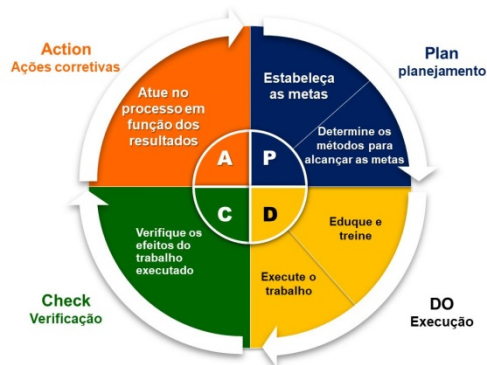 Action
Ações corretivas
Plan
planejamento
Atue no
processo em
função dos
resultados
Estabeleça
as metas
Determine os
métodos para
alcançar as metas
A
P
C
D
Verifique os
efeitos do
trabalho
executado
Eduque e
treine
Execute o
trabalho
Check
Verificação
DO
Execução